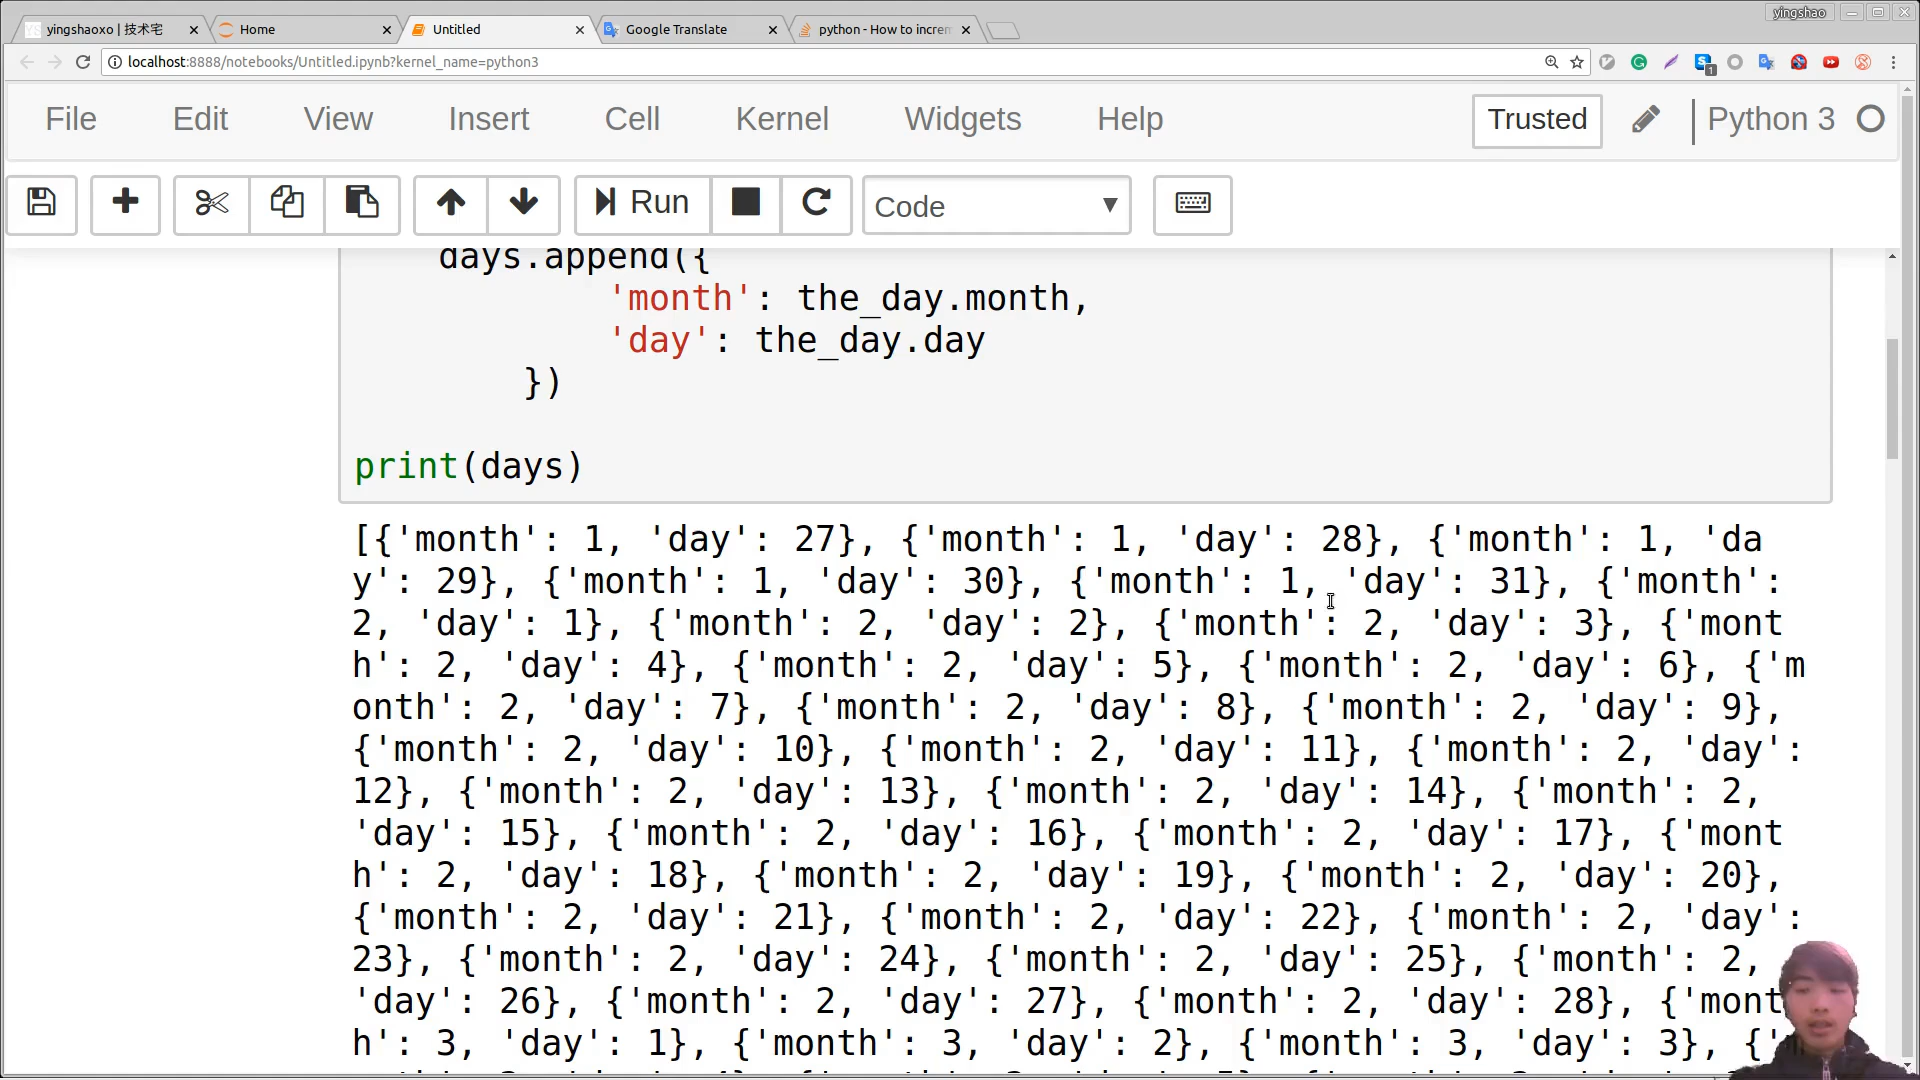 yingshaoxo | 技术宅
Home
Untitled
Google Translate
python - How to increm
yingshao
localhost:8888/notebooks/Untitled.ipynb?kernel_name=python3
File Edit View Insert Cell Kernel Widgets Help Trusted Python 3
Run Code
days.append({
'month': the_day.month,
'day': the_day.day
})
print(days)
[{'month': 1, 'day': 27}, {'month': 1, 'day': 28}, {'month': 1, 'da
y': 29}, {'month': 1, 'day': 30}, {'month': 1, 'day': 31}, {'month':
2, 'day': 1}, {'month': 2, 'day': 2}, {'month': 2, 'day': 3}, {'mont
h': 2, 'day': 4}, {'month': 2, 'day': 5}, {'month': 2, 'day': 6}, {'m
onth': 2, 'day': 7}, {'month': 2, 'day': 8}, {'month': 2, 'day': 9},
{'month': 2, 'day': 10}, {'month': 2, 'day': 11}, {'month': 2, 'day':
12}, {'month': 2, 'day': 13}, {'month': 2, 'day': 14}, {'month': 2,
'day': 15}, {'month': 2, 'day': 16}, {'month': 2, 'day': 17}, {'mont
h': 2, 'day': 18}, {'month': 2, 'day': 19}, {'month': 2, 'day': 20},
{'month': 2, 'day': 21}, {'month': 2, 'day': 22}, {'month': 2, 'day':
23}, {'month': 2, 'day': 24}, {'month': 2, 'day': 25}, {'month': 2,
'day': 26}, {'month': 2, 'day': 27}, {'month': 2, 'day': 28}, {'mont
h': 3, 'day': 1}, {'month': 3, 'day': 2}, {'month': 3, 'day': 3}, {'